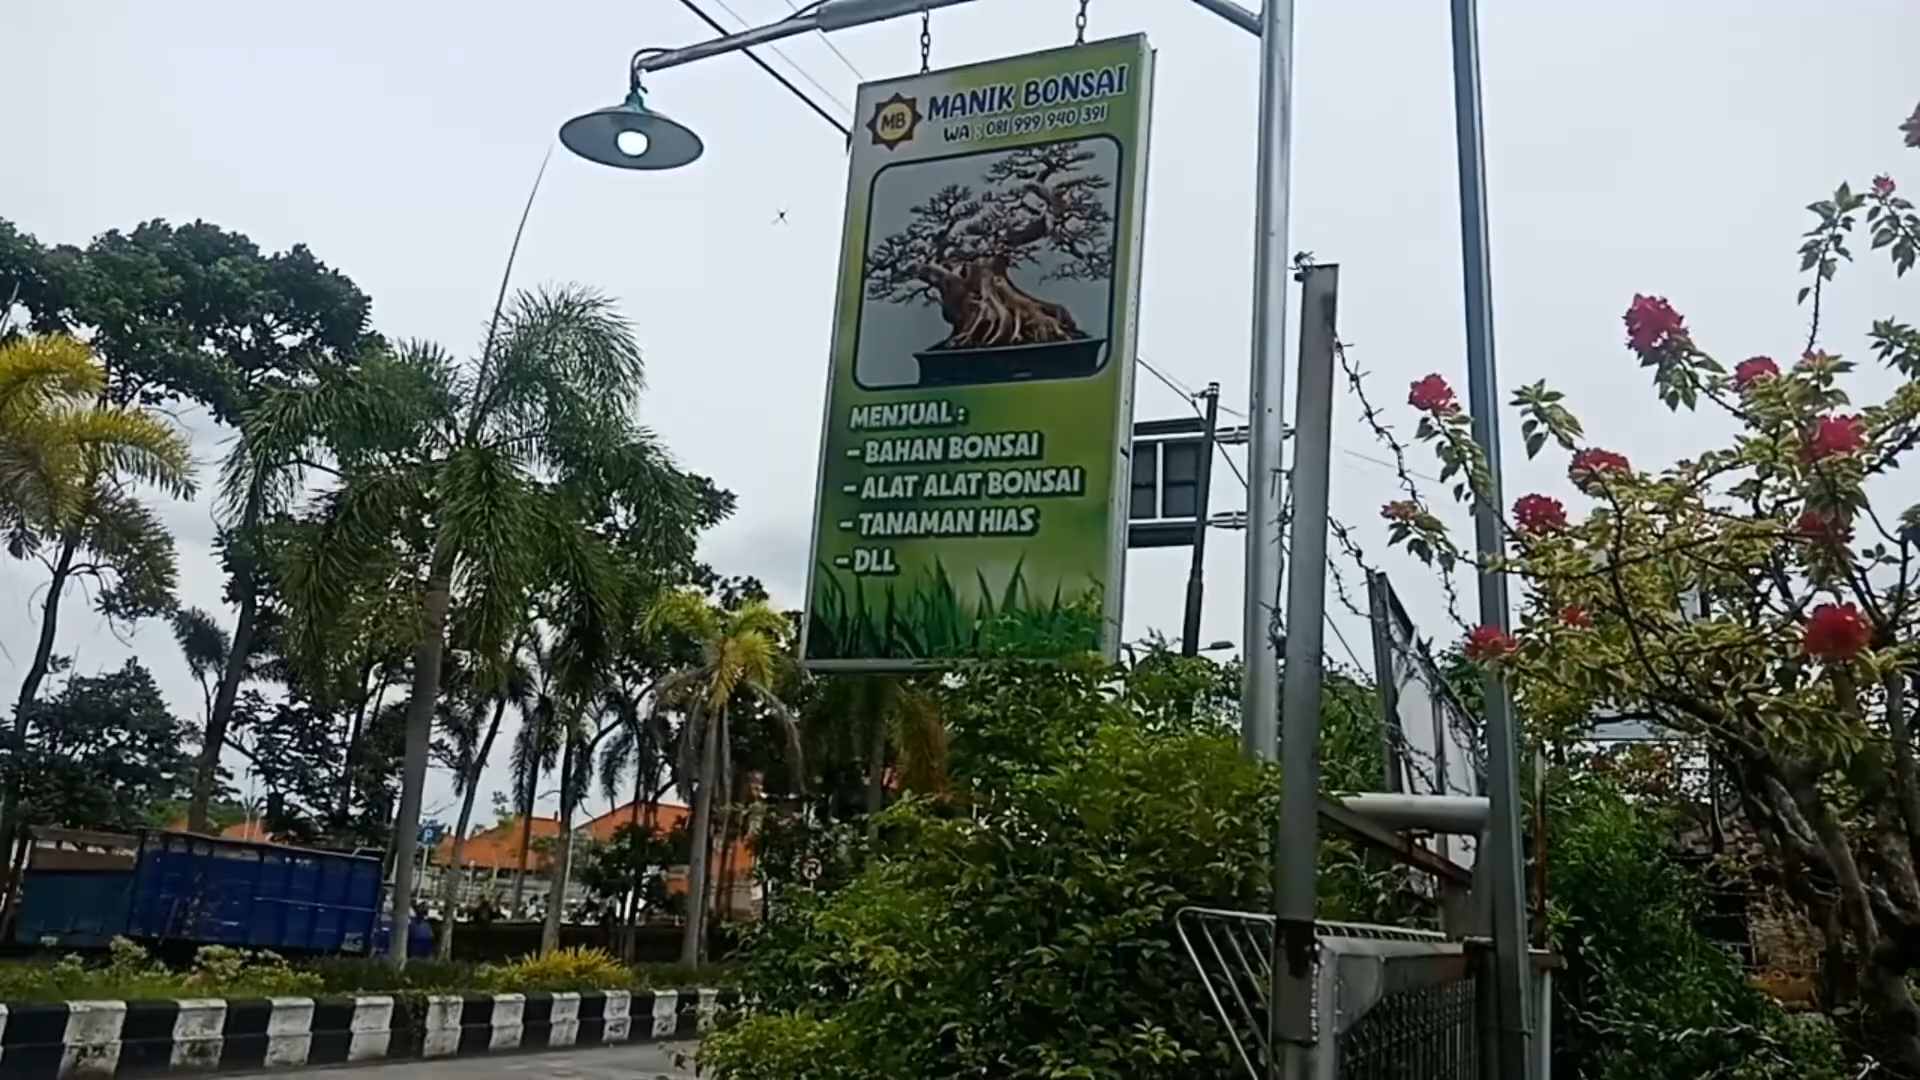 MB
MANIK BONSAI
WA : 081 999 940 391
MENJUAL :
- BAHAN BONSAI
- ALAT ALAT BONSAI
- TANAMAN HIAS
- DLL
P